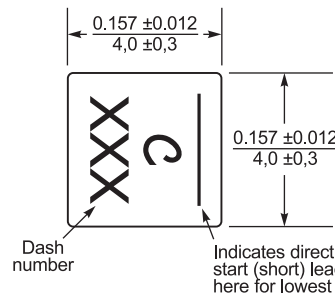 0.157 ±0.012
4,0 ±0,3
XXX
C
0.157 ±0.012
4,0 ±0,3
Dash
number
Indicates direct
start (short) lea
here for lowest